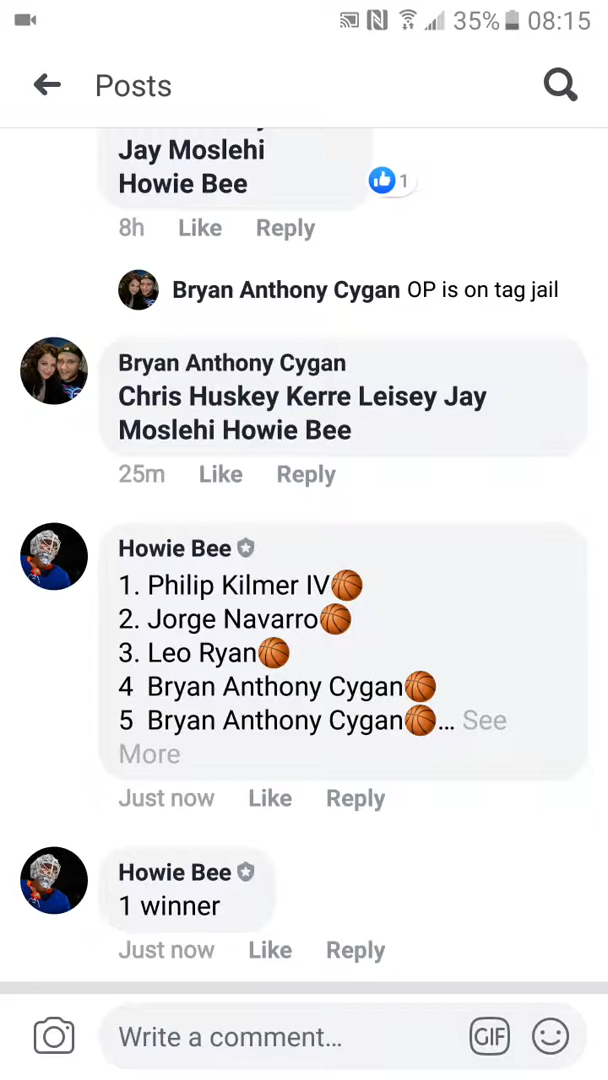 35% 08:15
Posts
Jay Moslehi
Howie Bee
1
8h Like Reply
Bryan Anthony Cygan OP is on tag jail
Bryan Anthony Cygan
Chris Huskey Kerre Leisey Jay
Moslehi Howie Bee
25m Like Reply
Howie Bee
1. Philip Kilmer IV🏀
2. Jorge Navarro🏀
3. Leo Ryan🏀
4 Bryan Anthony Cygan🏀
5 Bryan Anthony Cygan🏀... See
More
Just now Like Reply
Howie Bee
1 winner
Just now Like Reply
Write a comment... GIF